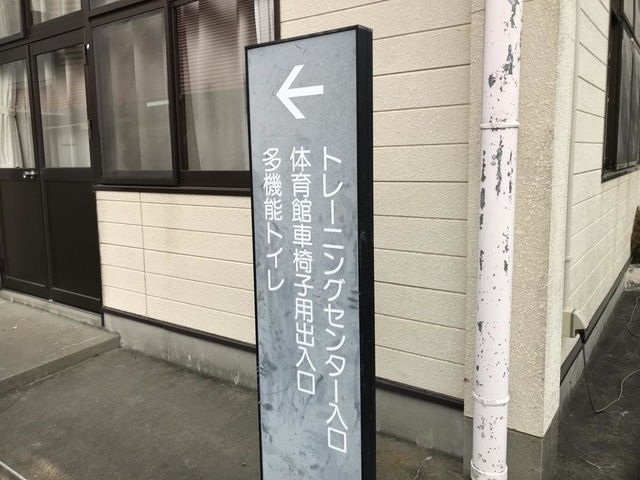 トレーニングセンター入口
体育館車椅子用出入口
多機能トイレ